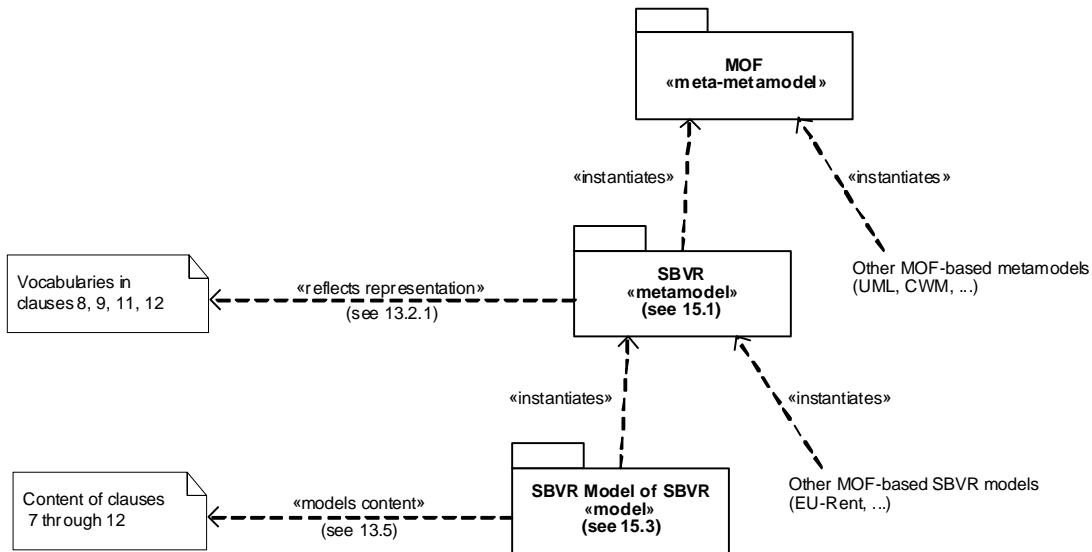 MOF
«meta-metamodel»
«instantiates»
«instantiates»
Vocabularies in
clauses 8, 9, 11, 12
«reflects representation»
(see 13.2.1)
SBVR
«metamodel»
(see 15.1)
Other MOF-based metamodels
(UML, CWM, ...)
«instantiates»
«instantiates»
Content of clauses
7 through 12
«models content»
(see 13.5)
SBVR Model of SBVR
«model»
(see 15.3)
Other MOF-based SBVR models
(EU-Rent, ...)